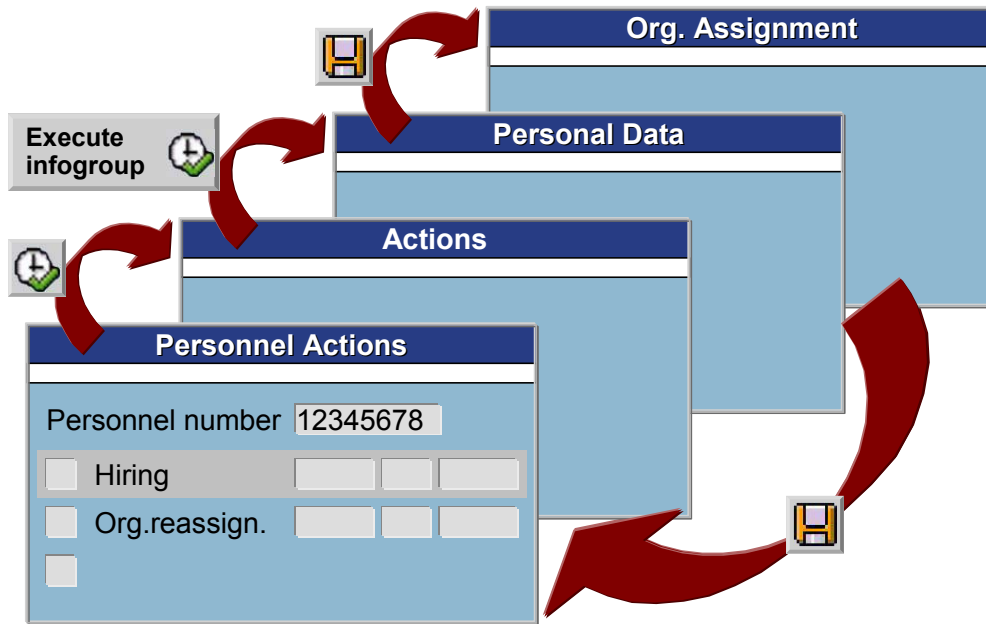 Org. Assignment
Personal Data
Execute
infogroup
Actions
Personnel Actions
Personnel number 12345678
Hiring
Org.reassign.